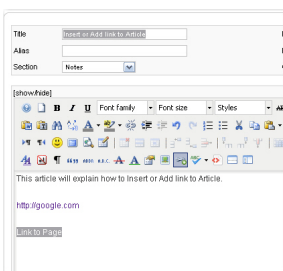 Title Insert or Add link to Article
Alias
Section Notes
[show/hide]
B I U Font family Font size Styles
This article will explain how to Insert or Add link to Article.
http://google.com
Link to Page